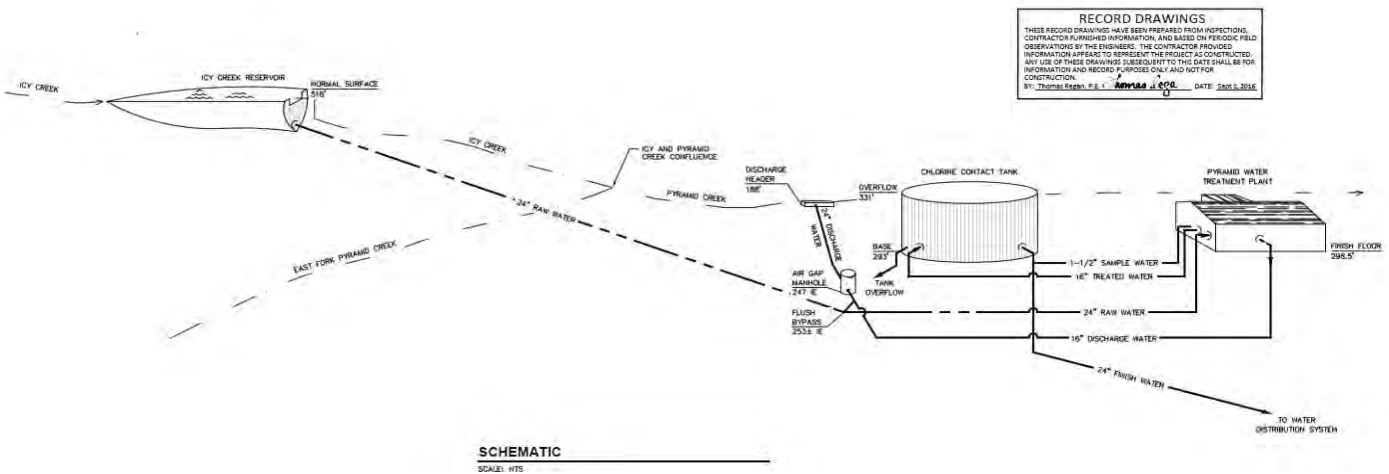 RECORD DRAWINGS
THESE RECORD DRAWINGS HAVE BEEN PREPARED FROM INSPECTIONS,
CONTRACTOR FURNISHED INFORMATION, AND BASED ON PERIODIC FIELD
OBSERVATIONS BY THE ENGINEERS. THE CONTRACTOR PROVIDED
INFORMATION APPEARS TO REPRESENT THE PROJECT AS CONSTRUCTED.
ANY USE OF THESE DRAWINGS SUBSEQUENT TO THIS DATE SHALL BE FOR
INFORMATION AND RECORD PURPOSES ONLY AND NOT FOR
CONSTRUCTION.
BY: Thomas Regan, P.E. DATE: Sept 1, 2016
ICY CREEK
ICY CREEK RESERVOIR
NORMAL SURFACE
518'
ICY CREEK
ICY AND PYRAMID
CREEK CONFLUENCE
24" RAW WATER
EAST FORK PYRAMID CREEK
PYRAMID CREEK
DISCHARGE
HEADER
188'
24" DISCHARGE
WATER
OVERFLOW
331'
CHLORINE CONTACT TANK
BASE
293'
TANK
OVERFLOW
AIR GAP
MANHOLE
247 IE
FLUSH
BYPASS
253± IE
PYRAMID WATER
TREATMENT PLANT
FINISH FLOOR
298.5'
1-1/2" SAMPLE WATER
16" TREATED WATER
24" RAW WATER
16" DISCHARGE WATER
24" FINISH WATER
TO WATER
DISTRIBUTION SYSTEM
SCHEMATIC
SCALE: NTS